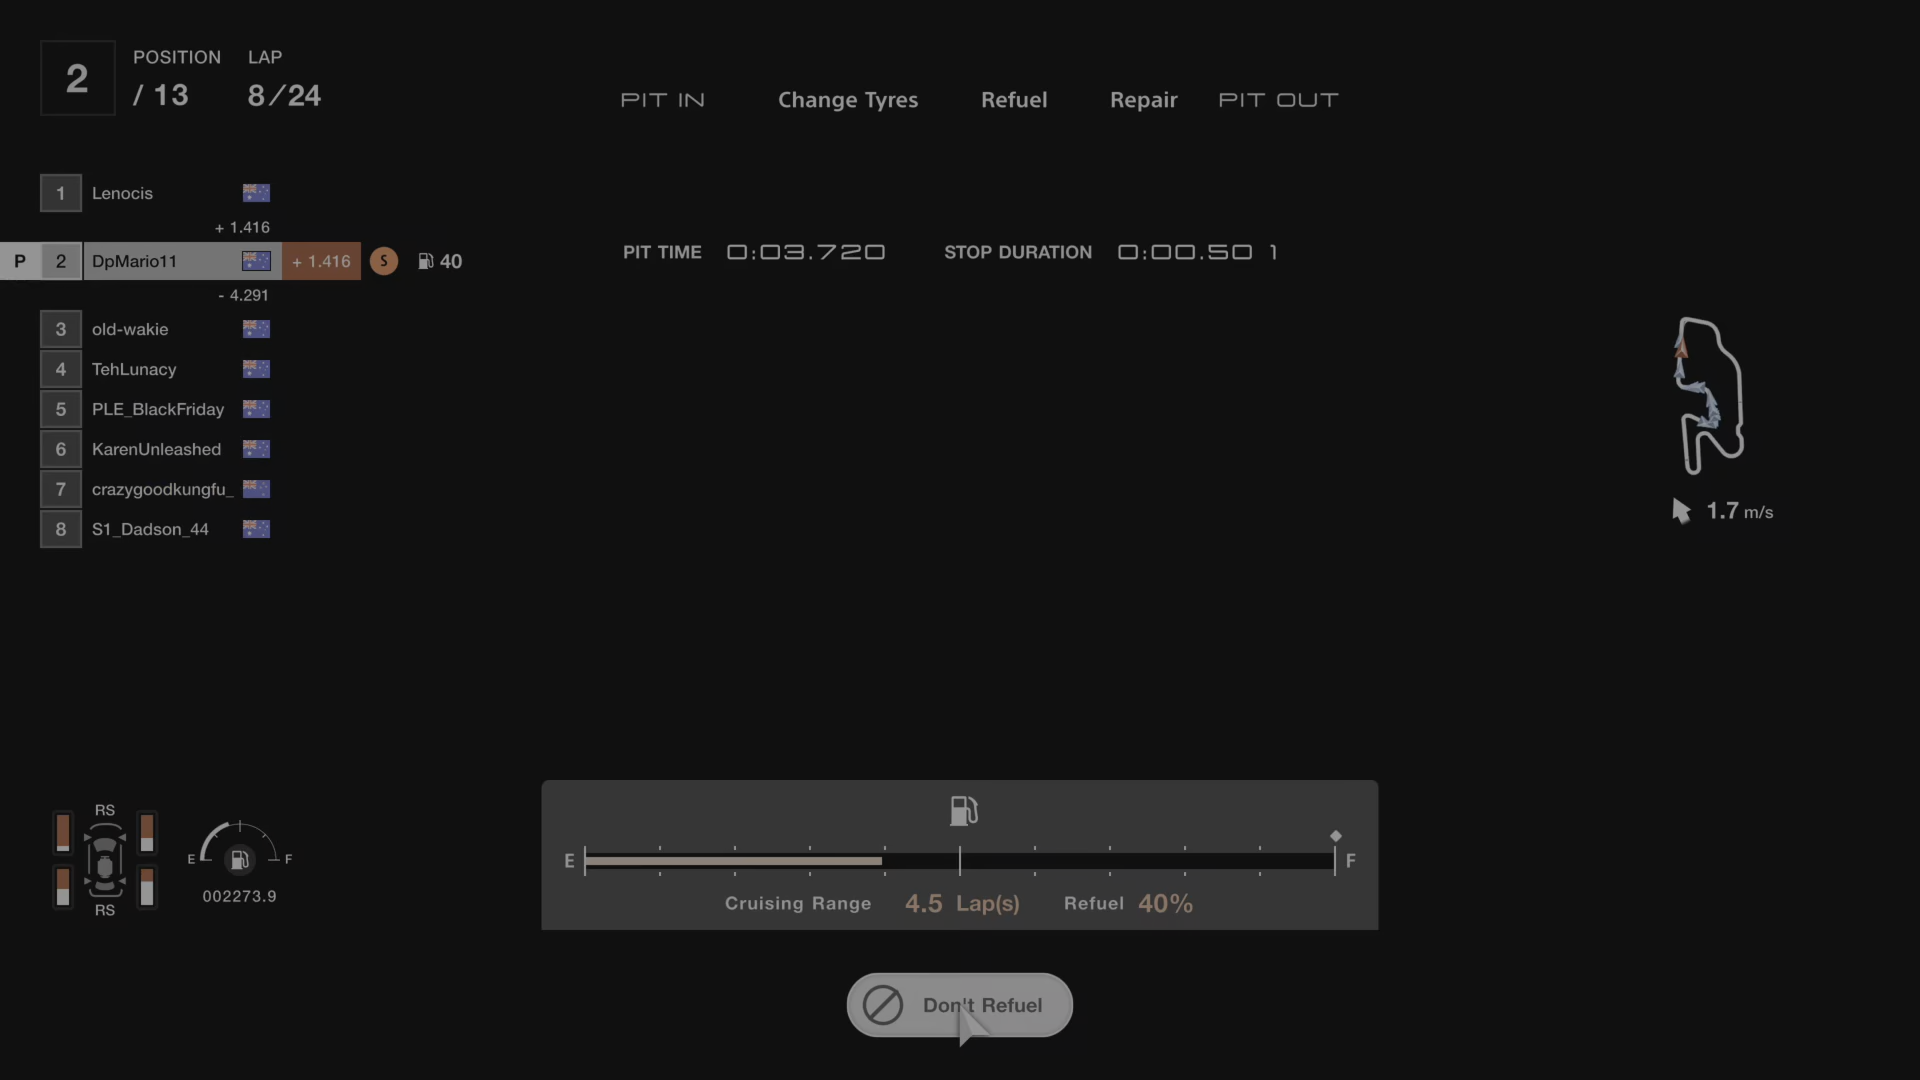 2
POSITION
/ 13
LAP
8/24
PIT IN
Change Tyres
Refuel
Repair
PIT OUT
1 Lenocis
+ 1.416
P 2 DpMario11 + 1.416 S 40
- 4.291
3 old-wakie
4 TehLunacy
5 PLE_BlackFriday
6 KarenUnleashed
7 crazygoodkungfu_
8 S1_Dadson_44
PIT TIME 0:03.720
STOP DURATION 0:00.50 1
1.7 m/s
RS
RS
E F
002273.9
E F
Cruising Range 4.5 Lap(s) Refuel 40%
Don't Refuel